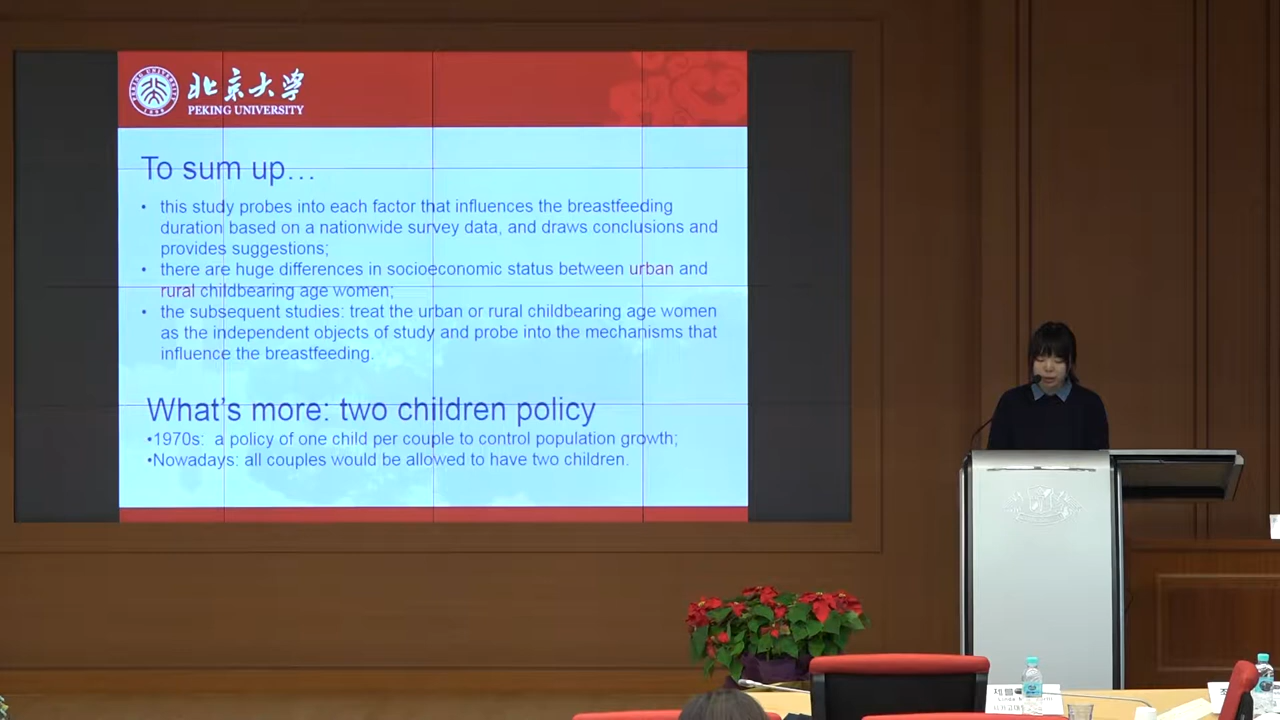 北京大学
PEKING UNIVERSITY
To sum up…
• this study probes into each factor that influences the breastfeeding
duration based on a nationwide survey data, and draws conclusions and
provides suggestions;
• there are huge differences in socioeconomic status between urban and
rural childbearing age women;
• the subsequent studies: treat the urban or rural childbearing age women
as the independent objects of study and probe into the mechanisms that
influence the breastfeeding.
What's more: two children policy
•1970s: a policy of one child per couple to control population growth;
•Nowadays: all couples would be allowed to have two children.